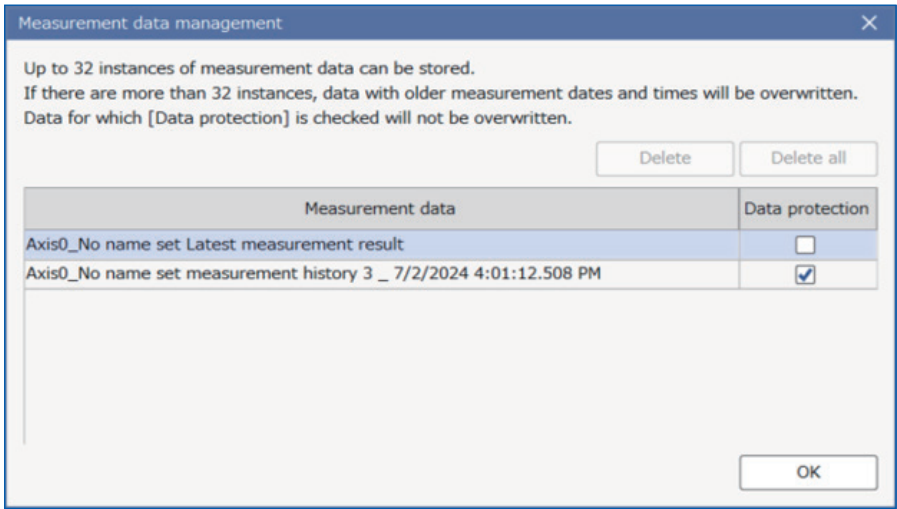 Measurement data management
Up to 32 instances of measurement data can be stored.
If there are more than 32 instances, data with older measurement dates and times will be overwritten.
Data for which [Data protection] is checked will not be overwritten.
Delete
Delete all
Measurement data
Data protection
Axis0_No name set Latest measurement result
Axis0_No name set measurement history 3 _ 7/2/2024 4:01:12.508 PM
OK